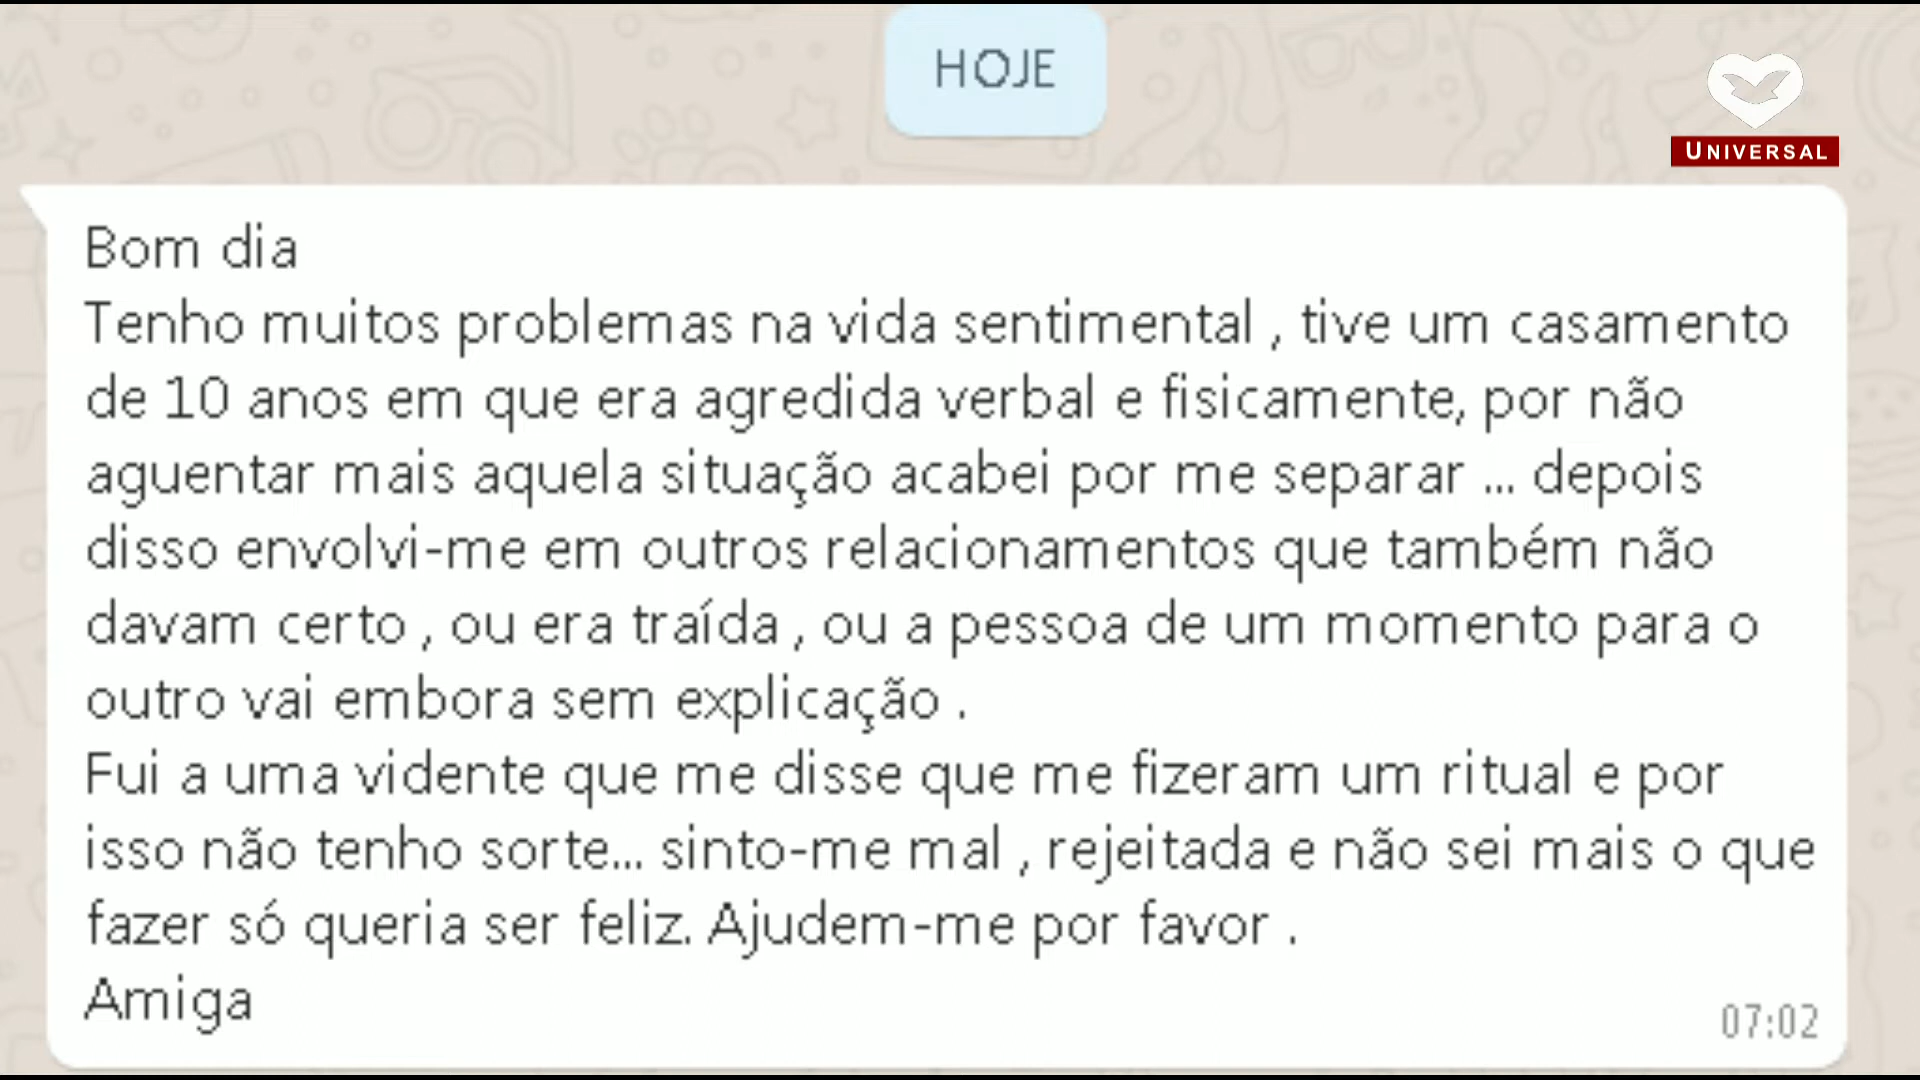 HOJE
UNIVERSAL
Bom dia
Tenho muitos problemas na vida sentimental , tive um casamento
de 10 anos em que era agredida verbal e fisicamente, por não
aguentar mais aquela situação acabei por me separar ... depois
disso envolvi-me em outros relacionamentos que também não
davam certo , ou era traída , ou a pessoa de um momento para o
outro vai embora sem explicação .
Fui a uma vidente que me disse que me fizeram um ritual e por
isso não tenho sorte... sinto-me mal , rejeitada e não sei mais o que
fazer só queria ser feliz. Ajudem-me por favor .
Amiga
07:02